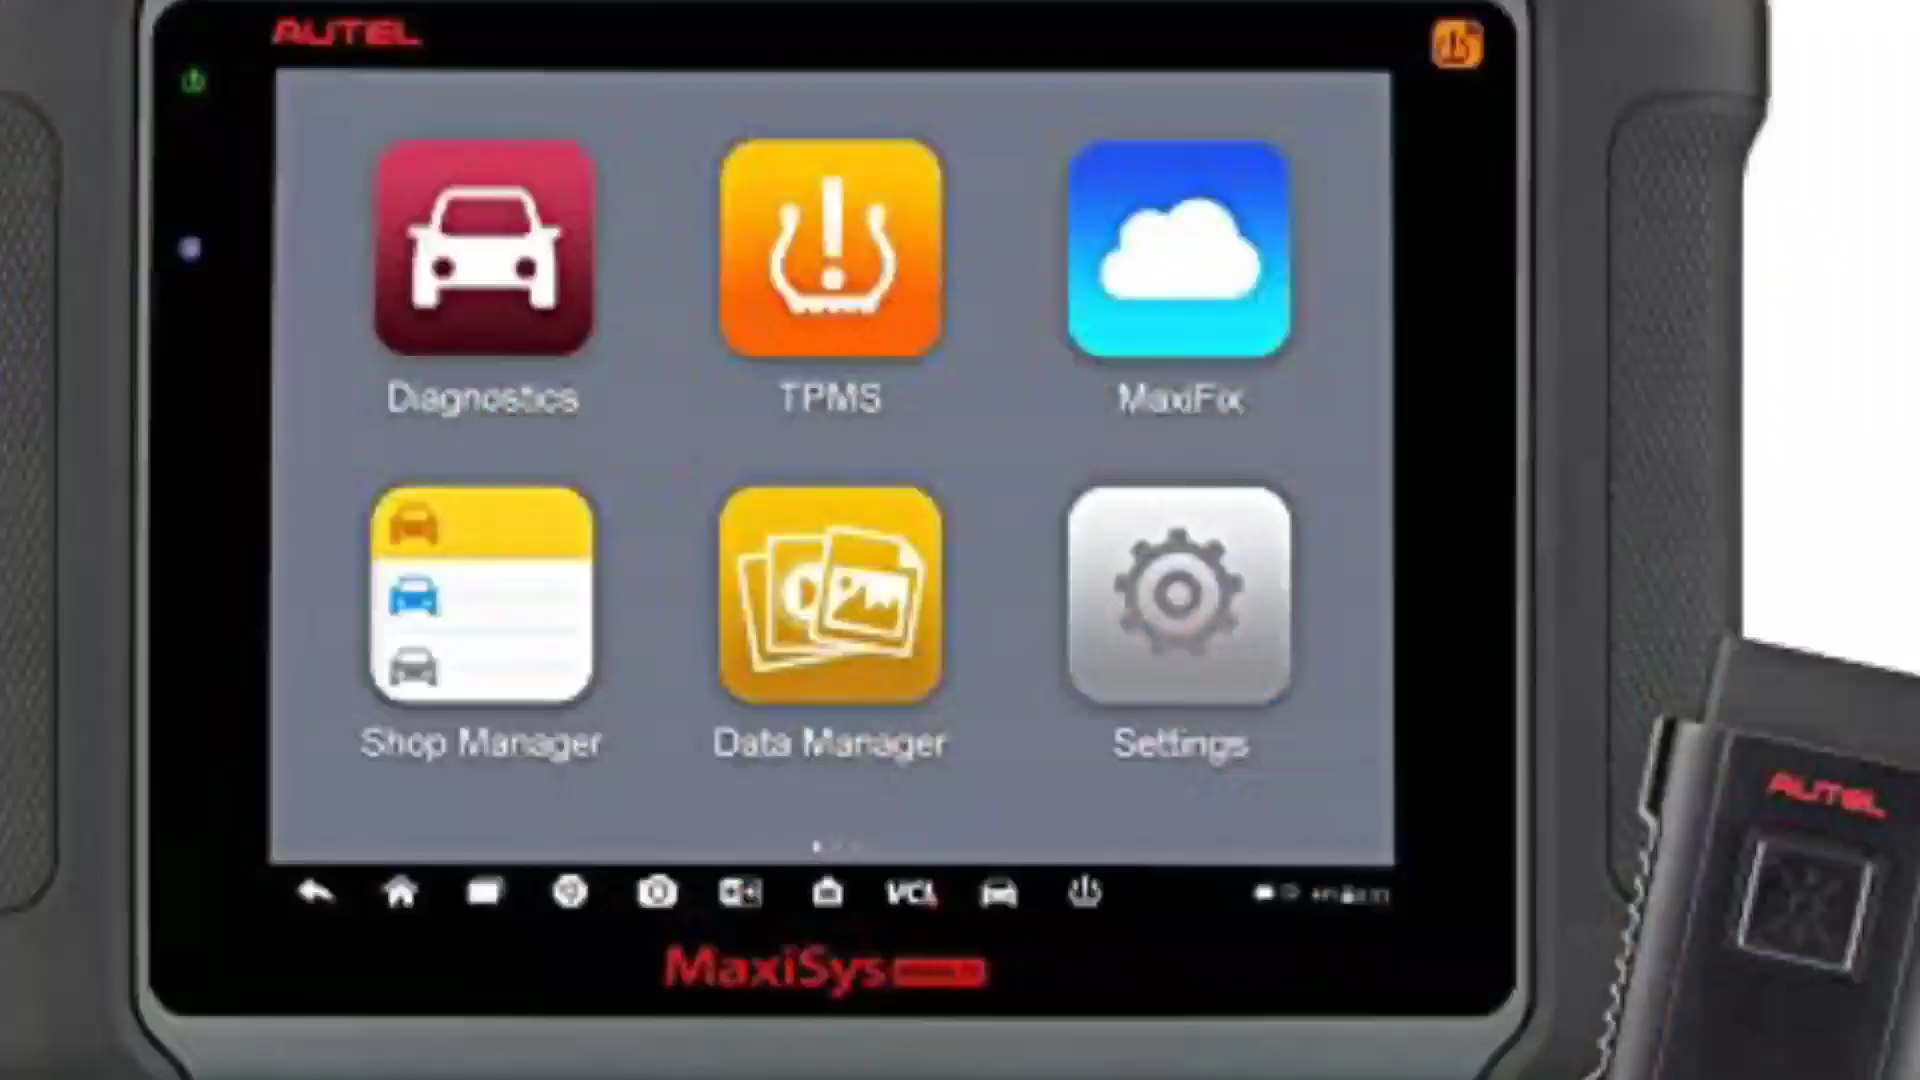 AUTEL
Diagnostics
TPMS
MaxiFix
Shop Manager
Data Manager
Settings
VCI
MaxiSys
AUTEL